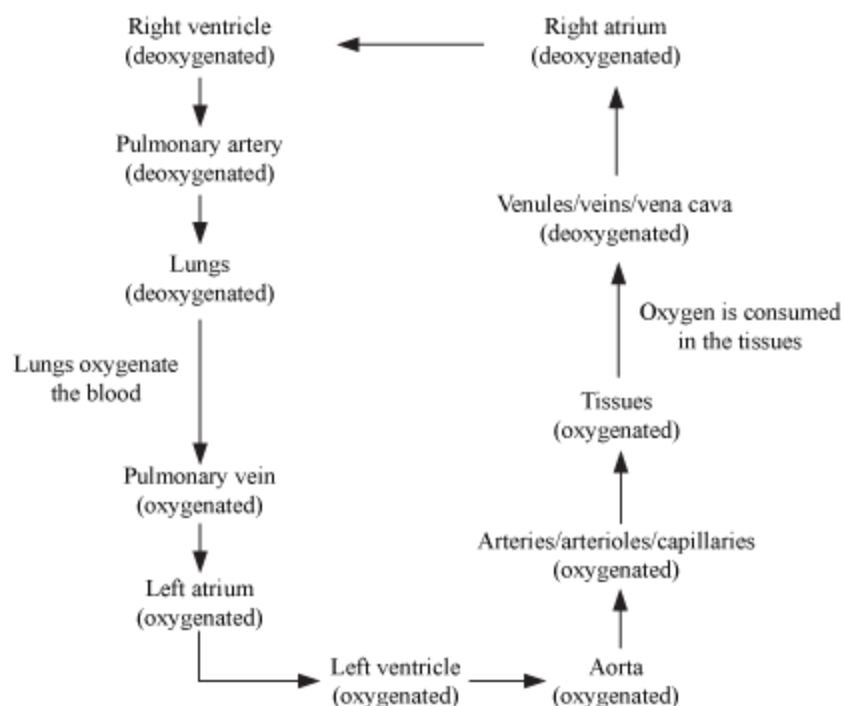 Right ventricle
(deoxygenated)
Right atrium
(deoxygenated)
Pulmonary artery
(deoxygenated)
Venules/veins/vena cava
(deoxygenated)
Lungs
(deoxygenated)
Oxygen is consumed
in the tissues
Lungs oxygenate
the blood
Tissues
(oxygenated)
Pulmonary vein
(oxygenated)
Arteries/arterioles/capillaries
(oxygenated)
Left atrium
(oxygenated)
Left ventricle
(oxygenated)
Aorta
(oxygenated)